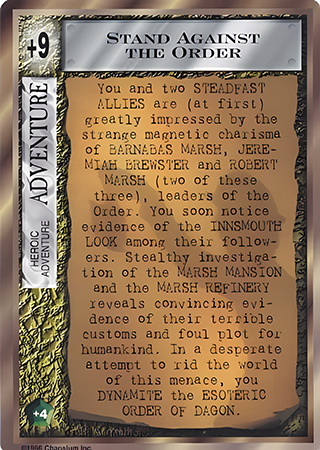 +9
STAND AGAINST
THE ORDER
HEROIC
ADVENTURE
ADVENTURE
You and two STEADFAST
ALLIES are (at first)
greatly impressed by the
strange magnetic charisma
of BARNABAS MARSH, JERE-
MIAH BREWSTER and ROBERT
MARSH (two of these
three), leaders of the
Order. You soon notice
evidence of the INNSMOUTH
LOOK among their follow-
ers. Stealthy investiga-
tion of the MARSH MANSION
and the MARSH REFINERY
reveals convincing evi-
dence of their terrible
customs and foul plot for
humankind. In a desperate
attempt to rid the world
of this menace, you
DYNAMITE the ESOTERIC
ORDER OF DAGON.
+4
©1996 Chaosium Inc.